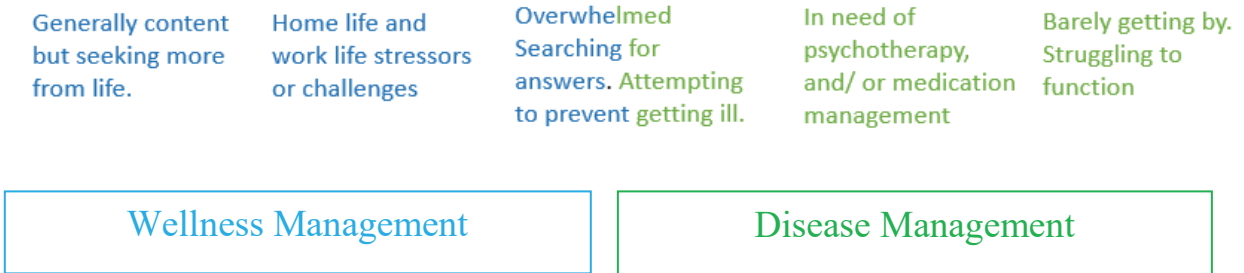 Generally content
but seeking more
from life.
Home life and
work life stressors
or challenges
Overwhelmed
Searching for
answers. Attempting
to prevent getting ill.
In need of
psychotherapy,
and/ or medication
management
Barely getting by.
Struggling to
function
Wellness Management
Disease Management